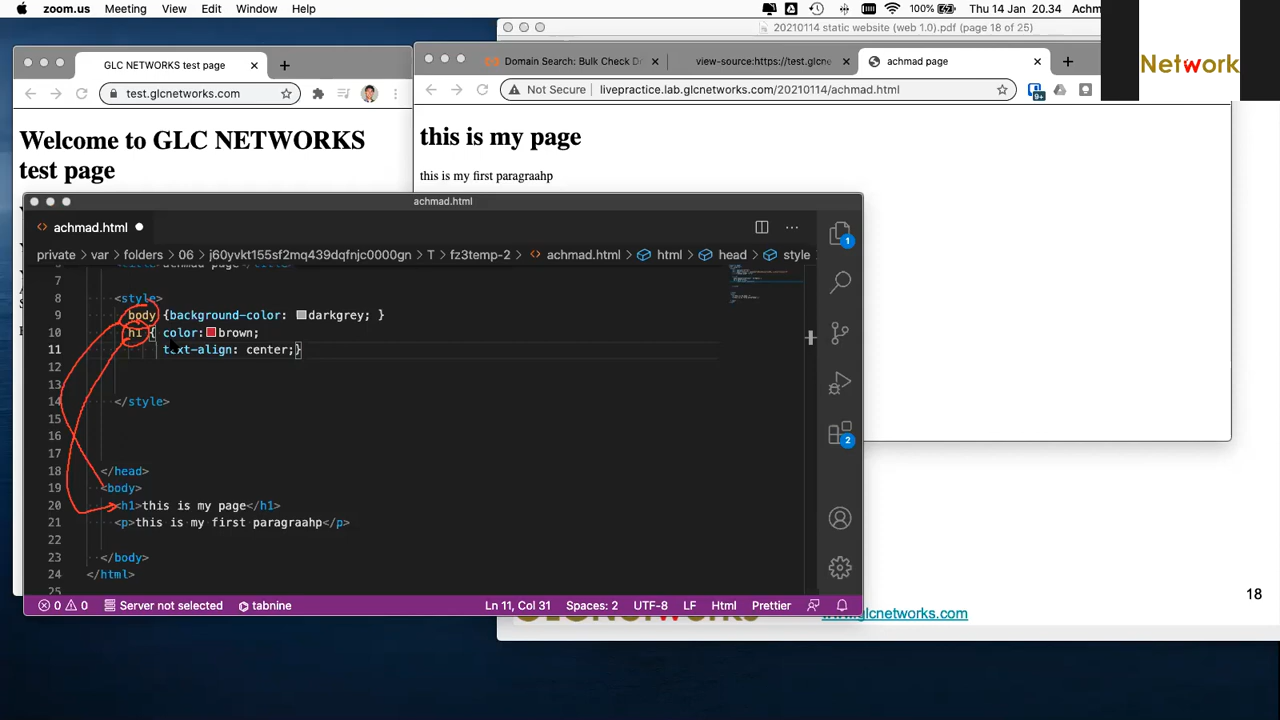 zoom.us Meeting View Edit Window Help 100% Thu 14 Jan 20.34 Achm
20210114 static website (web 1.0).pdf (page 18 of 25)
Network
GLC NETWORKS test page
Domain Search: Bulk Check D
view-source:https://test.glcne
achmad page
test.glcnetworks.com
Not Secure livepractice.lab.glcnetworks.com/20210114/achmad.html
9+
Welcome to GLC NETWORKS
test page
this is my page
this is my first paragraahp
achmad.html
achmad.html
private var folders 06 j60yvkt155sf2mq439dqfnjc0000gn T fz3temp-2 achmad.html html head style
1
7
8 <style>
9 body {background-color: darkgrey; }
10 h1 { color: brown;
11 text-align: center;}
12
13
14 </style>
15
16
17
2
18 </head>
19 <body>
20 <h1>this is my page</h1>
21 <p>this is my first paragraahp</p>
22
23 </body>
24 </html>
25
0 0 Server not selected tabnine Ln 11, Col 31 Spaces: 2 UTF-8 LF Html Prettier
18